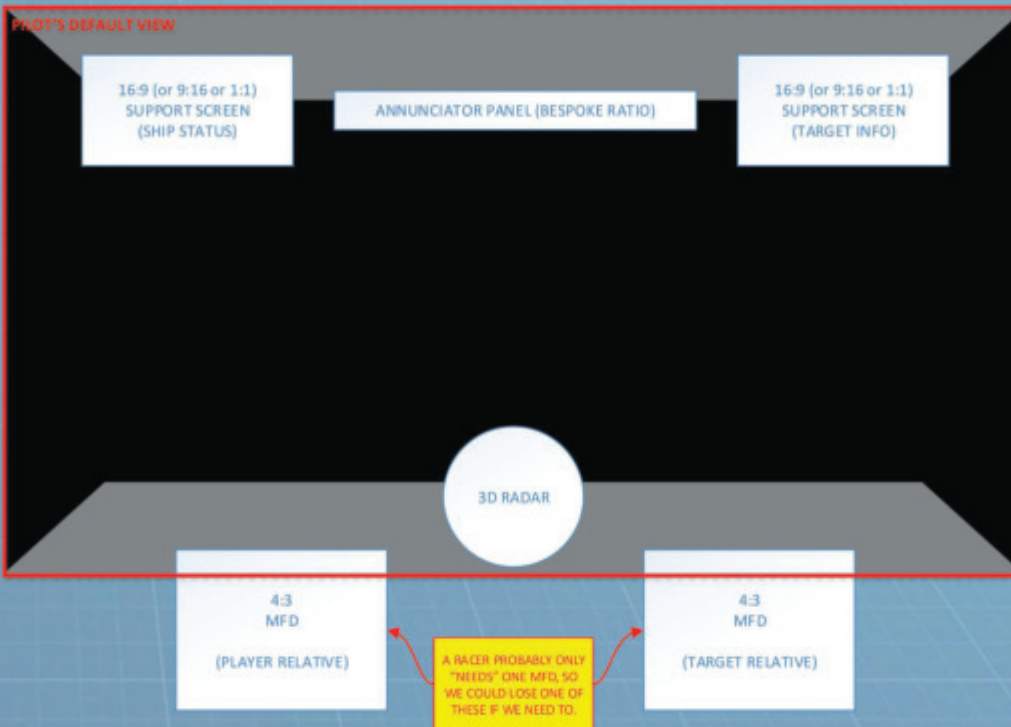 PILOT'S DEFAULT VIEW
16:9 (or 9:16 or 1:1)
SUPPORT SCREEN
(SHIP STATUS)
ANNUNCIATOR PANEL (BESPOKE RATIO)
16:9 (or 9:16 or 1:1)
SUPPORT SCREEN
(TARGET INFO)
3D RADAR
4:3
MFD
(PLAYER RELATIVE)
4:3
MFD
(TARGET RELATIVE)
A RACER PROBABLY ONLY
"NEEDS" ONE MFD, SO
WE COULD LOSE ONE OF
THESE IF WE NEED TO.